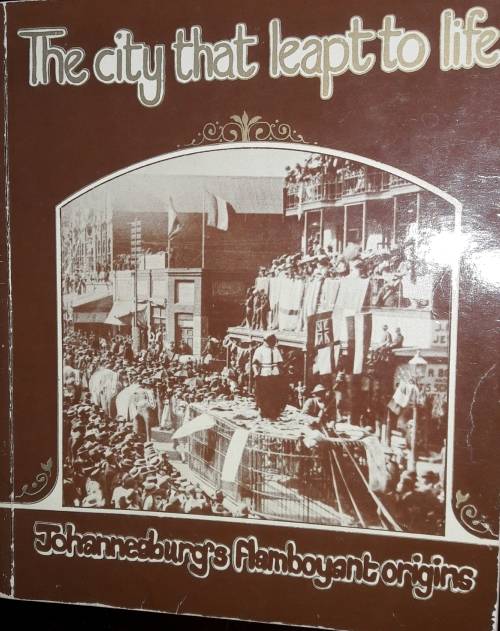 The city that leapt to life
Johannesburg's flamboyant origins